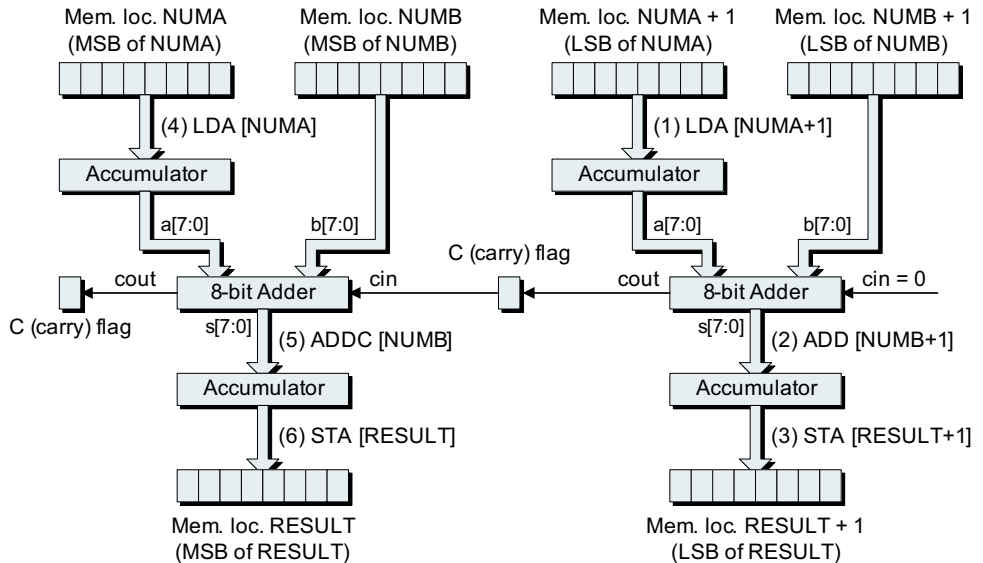 Mem. loc. NUMA
(MSB of NUMA)
Mem. loc. NUMB
(MSB of NUMB)
Mem. loc. NUMA + 1
(LSB of NUMA)
Mem. loc. NUMB + 1
(LSB of NUMB)
(4) LDA [NUMA]
(1) LDA [NUMA+1]
Accumulator
Accumulator
a[7:0]
b[7:0]
a[7:0]
b[7:0]
C (carry) flag
cout
8-bit Adder
cin
cout
8-bit Adder
cin = 0
C (carry) flag
s[7:0]
(5) ADDC [NUMB]
s[7:0]
(2) ADD [NUMB+1]
Accumulator
Accumulator
(6) STA [RESULT]
(3) STA [RESULT+1]
Mem. loc. RESULT
(MSB of RESULT)
Mem. loc. RESULT + 1
(LSB of RESULT)